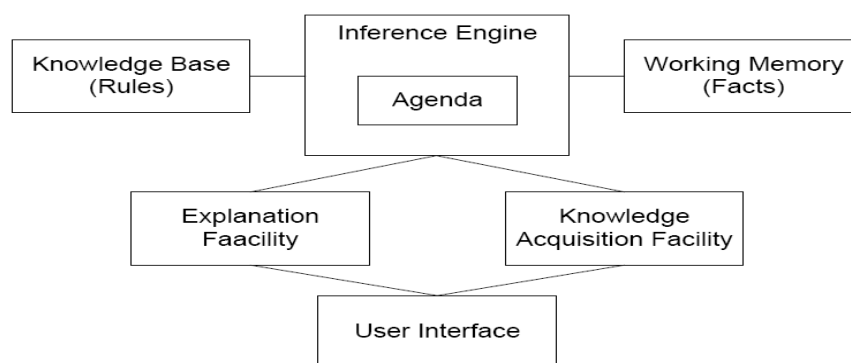 Inference Engine
Knowledge Base
(Rules)
Agenda
Working Memory
(Facts)
Explanation
Faacility
Knowledge
Acquisition Facility
User Interface